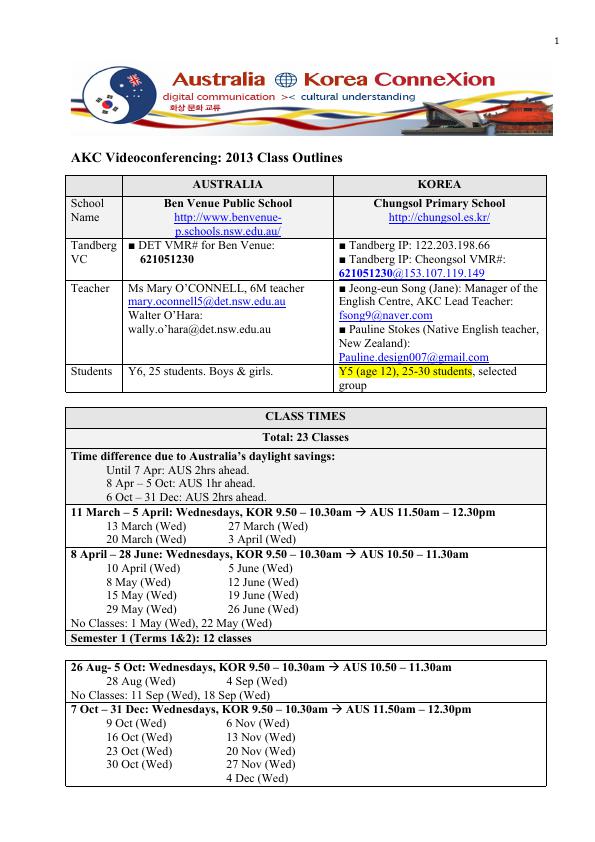 1
Australia Korea ConneXion
digital communication >< cultural understanding
화상 문화 교류
AKC Videoconferencing: 2013 Class Outlines
AUSTRALIA KOREA
School Name
Ben Venue Public School
http://www.benvenue-
p.schools.nsw.edu.au/
Chungsol Primary School
http://chungsol.es.kr/
Tandberg VC
■ DET VMR# for Ben Venue:
621051230
■ Tandberg IP: 122.203.198.66
■ Tandberg IP: Cheongsol VMR#:
621051230@153.107.119.149
Teacher
Ms Mary O’CONNELL, 6M teacher
mary.oconnell5@det.nsw.edu.au
Walter O’Hara:
wally.o’hara@det.nsw.edu.au
■ Jeong-eun Song (Jane): Manager of the
English Centre, AKC Lead Teacher:
fsong9@naver.com
■ Pauline Stokes (Native English teacher,
New Zealand):
Pauline.design007@gmail.com
Students
Y6, 25 students. Boys & girls.
Y5 (age 12), 25-30 students, selected
group
CLASS TIMES
Total: 23 Classes
Time difference due to Australia’s daylight savings:
Until 7 Apr: AUS 2hrs ahead.
8 Apr – 5 Oct: AUS 1hr ahead.
6 Oct – 31 Dec: AUS 2hrs ahead.
11 March – 5 April: Wednesdays, KOR 9.50 – 10.30am → AUS 11.50am – 12.30pm
13 March (Wed) 27 March (Wed)
20 March (Wed) 3 April (Wed)
8 April – 28 June: Wednesdays, KOR 9.50 – 10.30am → AUS 10.50 – 11.30am
10 April (Wed) 5 June (Wed)
8 May (Wed) 12 June (Wed)
15 May (Wed) 19 June (Wed)
29 May (Wed) 26 June (Wed)
No Classes: 1 May (Wed), 22 May (Wed)
Semester 1 (Terms 1&2): 12 classes
26 Aug- 5 Oct: Wednesdays, KOR 9.50 – 10.30am → AUS 10.50 – 11.30am
28 Aug (Wed) 4 Sep (Wed)
No Classes: 11 Sep (Wed), 18 Sep (Wed)
7 Oct – 31 Dec: Wednesdays, KOR 9.50 – 10.30am → AUS 11.50am – 12.30pm
9 Oct (Wed) 6 Nov (Wed)
16 Oct (Wed) 13 Nov (Wed)
23 Oct (Wed) 20 Nov (Wed)
30 Oct (Wed) 27 Nov (Wed)
4 Dec (Wed)